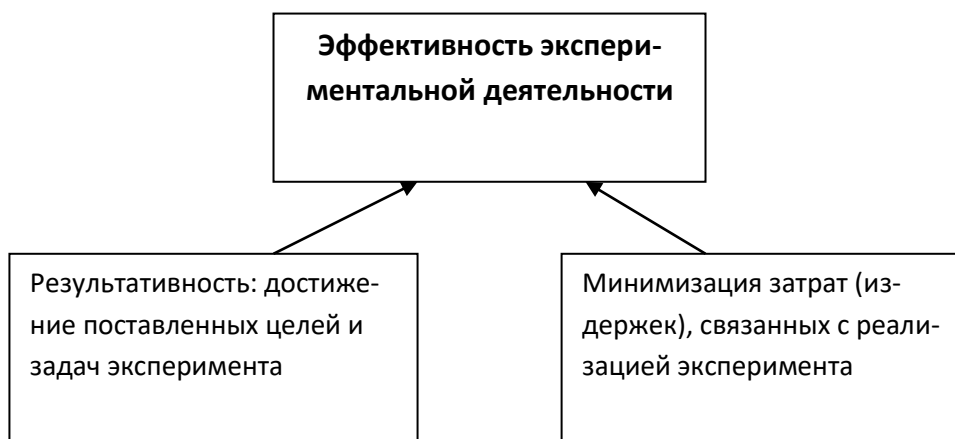 Эффективность экспери-
ментальной деятельности
Результативность: достиже-
ние поставленных целей и
задач эксперимента
Минимизация затрат (из-
держек), связанных с реали-
зацией эксперимента